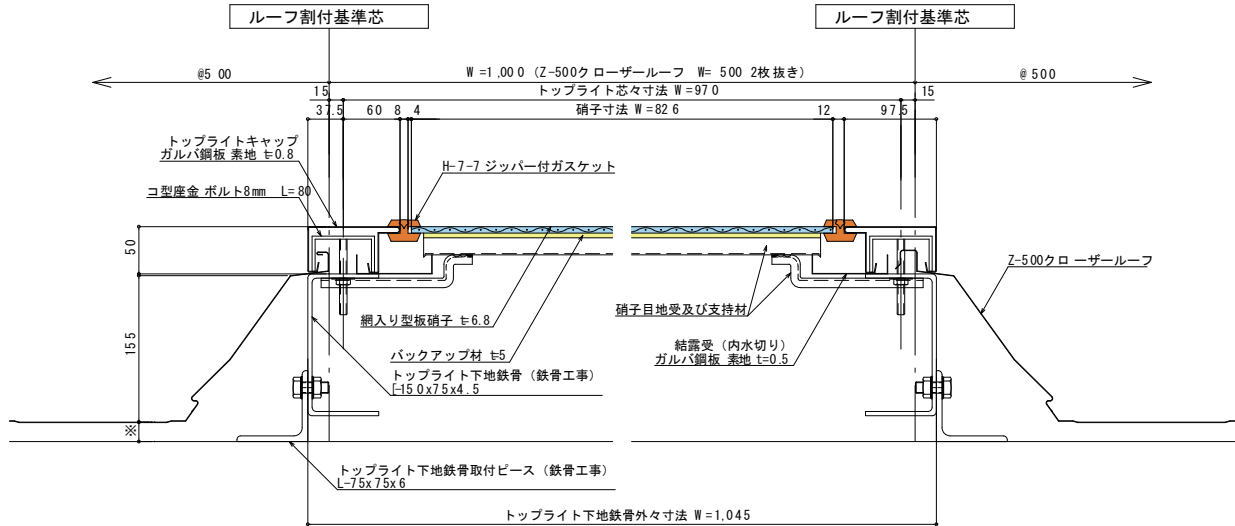 ルーフ割付基準芯
ルーフ割付基準芯
@500
W=1,000 (Z-500クローザールーフ W=500 2枚抜き)
@500
15
トップライト芯々寸法 W=970
15
37.5
60
8
4
硝子寸法 W=826
12
97.5
トップライトキャップ
ガルバ鋼板 素地 t=0.8
H-7-7 ジッパー付ガスケット
コ型座金 ボルト8mm L=80
50
Z-500クローザールーフ
網入り型板硝子 t=6.8
硝子目地受及び支持材
155
バックアップ材 t=5
結露受(内水切り)
ガルバ鋼板 素地 t=0.5
トップライト下地鉄骨(鉄骨工事)
[-150x75x4.5
※
トップライト下地鉄骨取付ピース(鉄骨工事)
L-75x75x6
トップライト下地鉄骨外々寸法 W=1,045